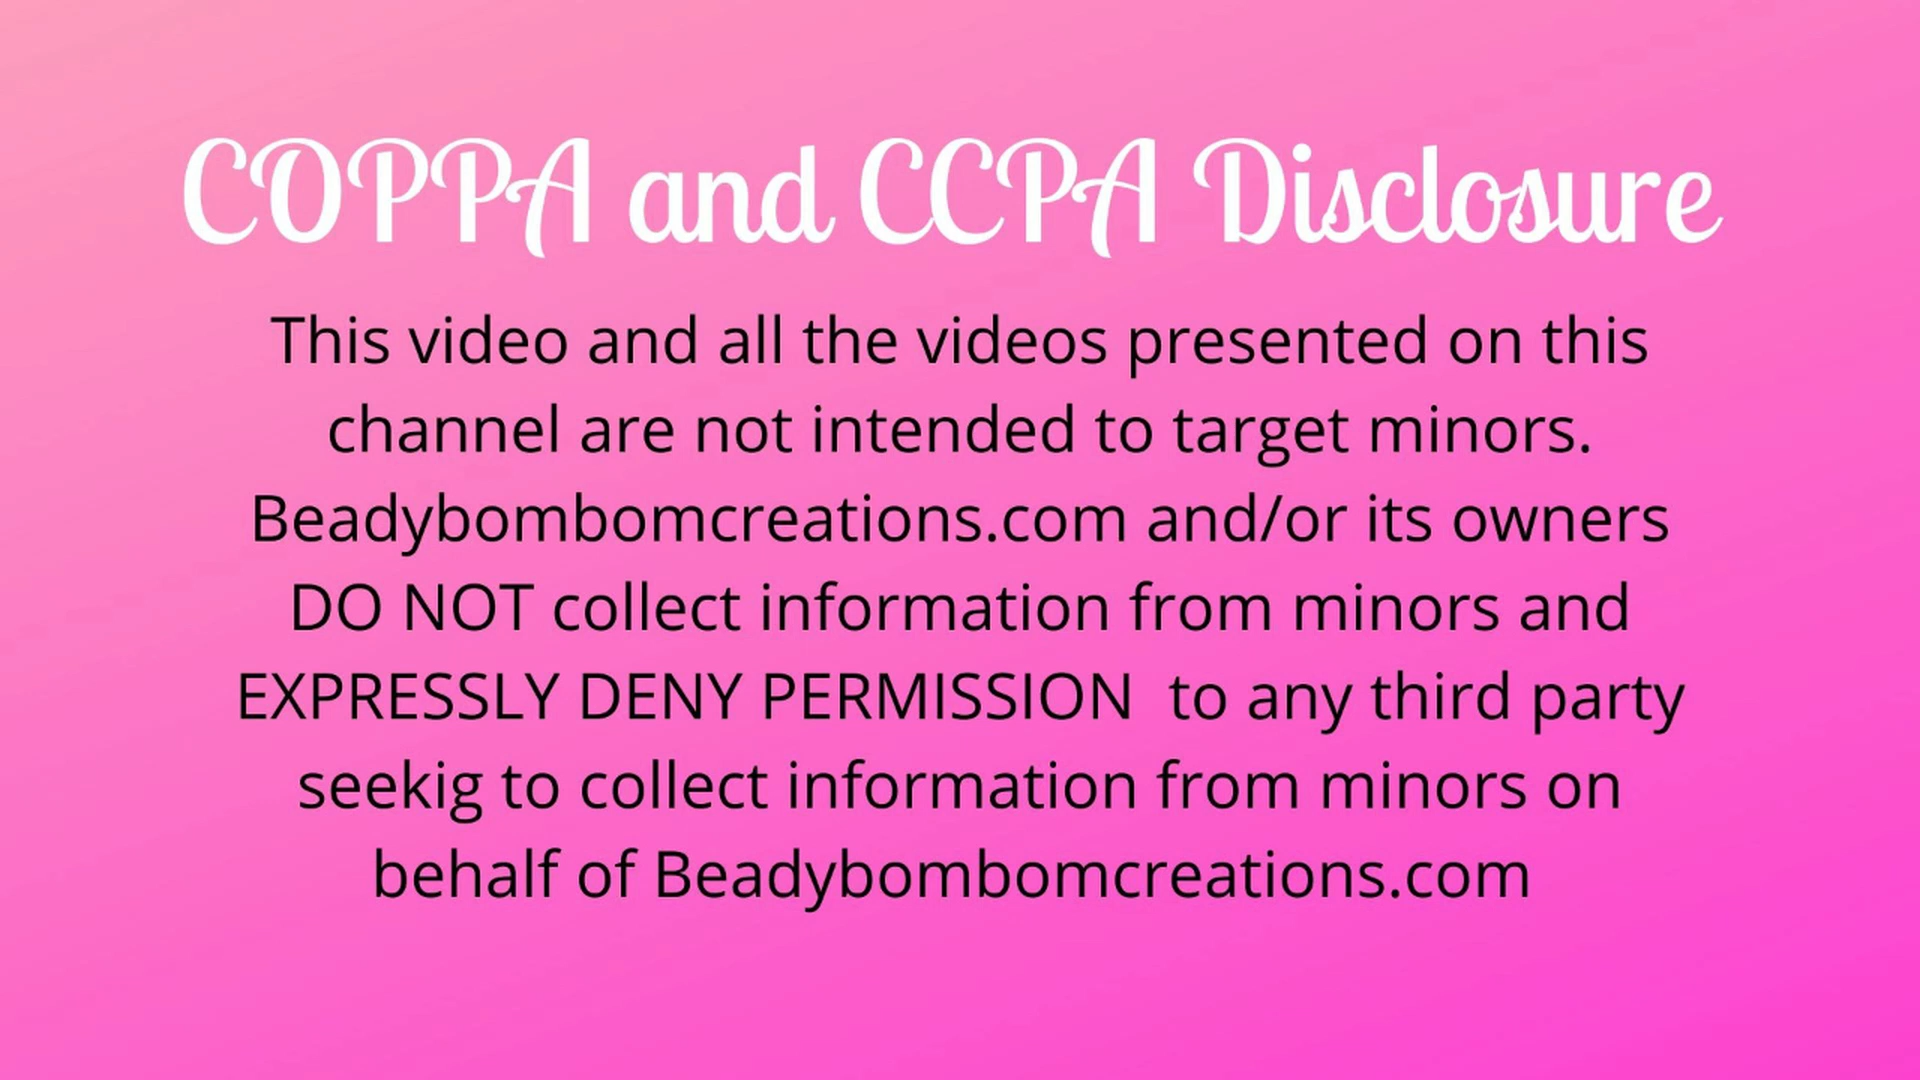 COPPA and CCPA Disclosure
This video and all the videos presented on this
channel are not intended to target minors.
Beadybombomcreations.com and/or its owners
DO NOT collect information from minors and
EXPRESSLY DENY PERMISSION  to any third party
seekig to collect information from minors on
behalf of Beadybombomcreations.com